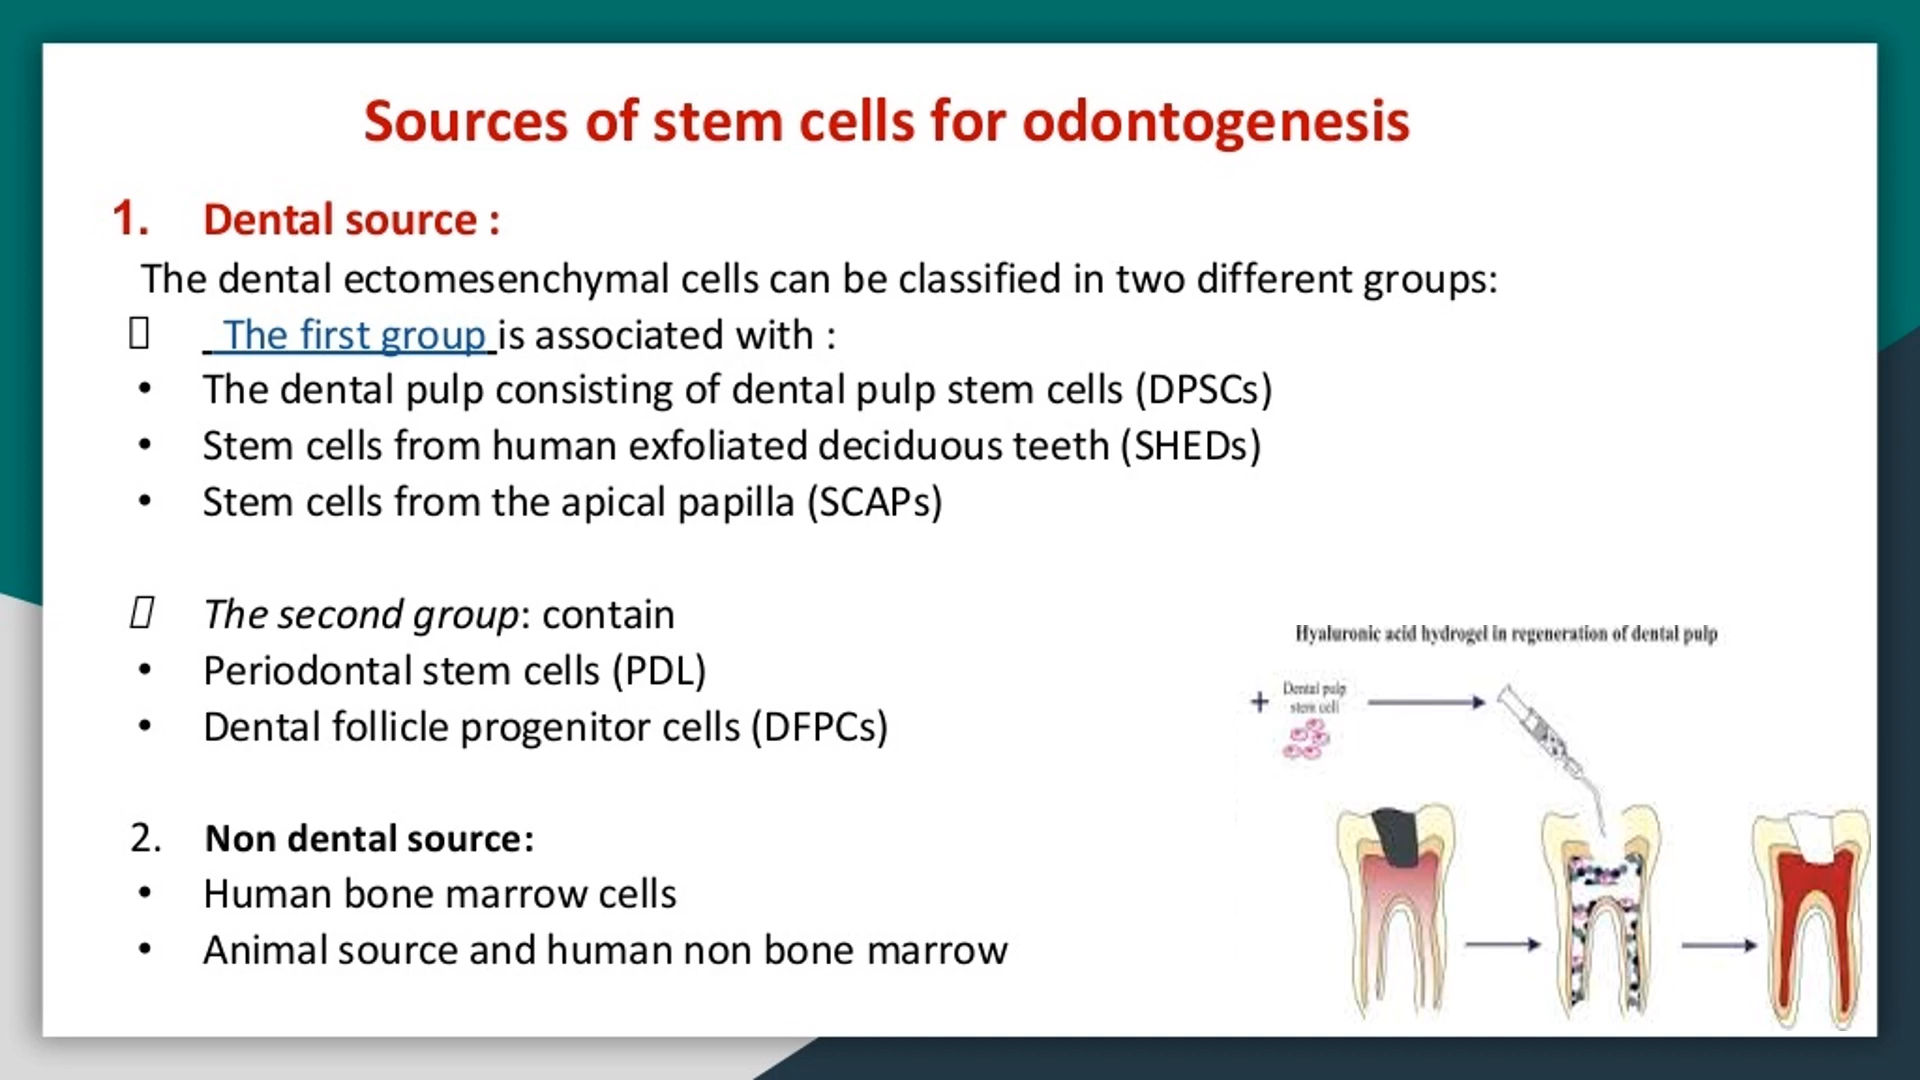 Sources of stem cells for odontogenesis
1. Dental source :
The dental ectomesenchymal cells can be classified in two different groups:
The first group is associated with :
• The dental pulp consisting of dental pulp stem cells (DPSCs)
• Stem cells from human exfoliated deciduous teeth (SHEDs)
• Stem cells from the apical papilla (SCAPs)
The second group: contain
• Periodontal stem cells (PDL)
• Dental follicle progenitor cells (DFPCs)
2. Non dental source:
• Human bone marrow cells
• Animal source and human non bone marrow
Hyaluronic acid hydrogel in regeneration of dental pulp
+ Dental pulp
stem cell